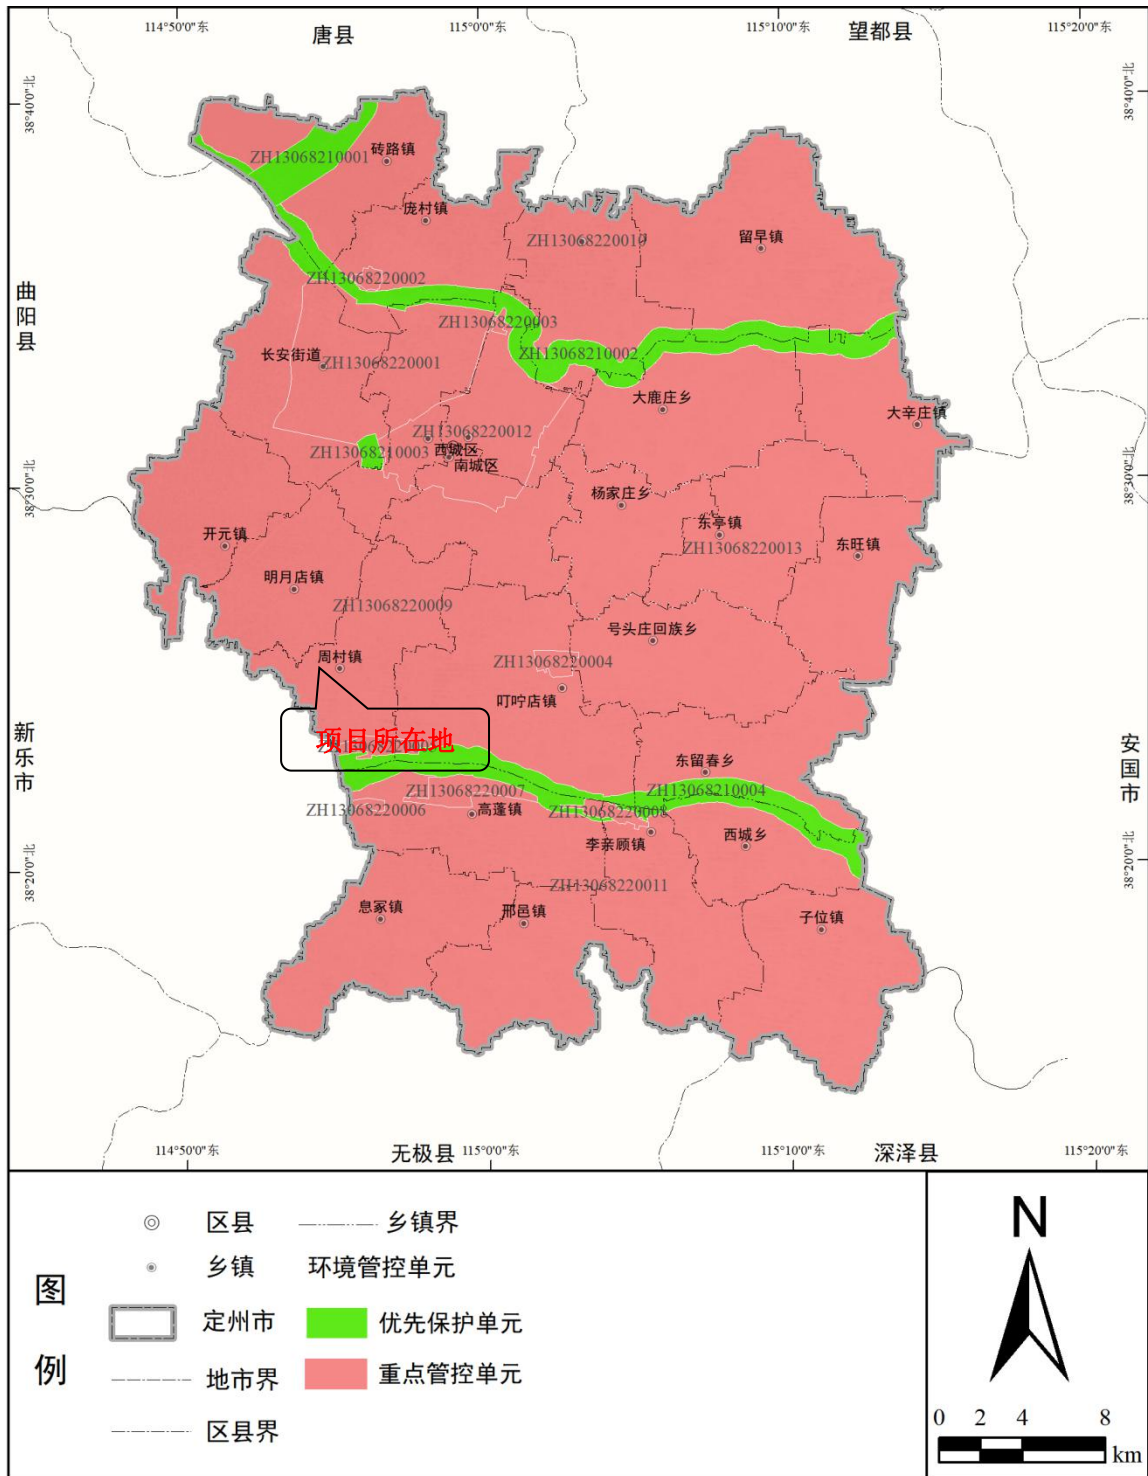 114°50'0"东
115°0'0"东
115°10'0"东
115°20'0"东
唐县
望都县
38°40'0"北
38°40'0"北
ZH13068210001
砖路镇
庞村镇
ZH13068220010
留早镇
ZH13068220002
曲阳县
ZH13068220003
长安街道
ZH13068220001
ZH13068210002
大鹿庄乡
大辛庄镇
ZH13068220012
ZH13068210003
西城区
南城区
38°30'0"北
38°30'0"北
杨家庄乡
开元镇
东亭镇
ZH13068220013
东旺镇
明月店镇
ZH13068220009
号头庄回族乡
周村镇
ZH13068220004
叮咛店镇
新乐市
项目所在地
安国市
东留春乡
ZH13068220007
ZH13068210004
ZH13068220006
高蓬镇
ZH13068220008
李亲顾镇
西城乡
38°20'0"北
38°20'0"北
ZH13068220011
息冢镇
邢邑镇
子位镇
114°50'0"东
115°0'0"东
115°10'0"东
115°20'0"东
无极县
深泽县
图例
区县
乡镇界
乡镇
环境管控单元
定州市
优先保护单元
地市界
重点管控单元
区县界
N
0 2 4 8
km